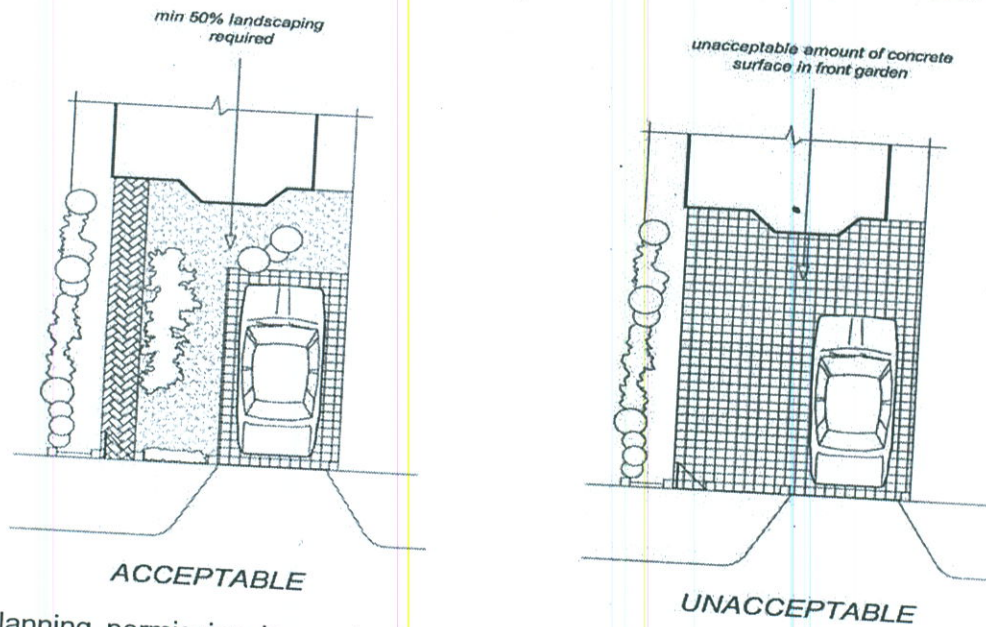 min 50% landscaping
required
unacceptable amount of concrete
surface in front garden
ACCEPTABLE
UNACCEPTABLE